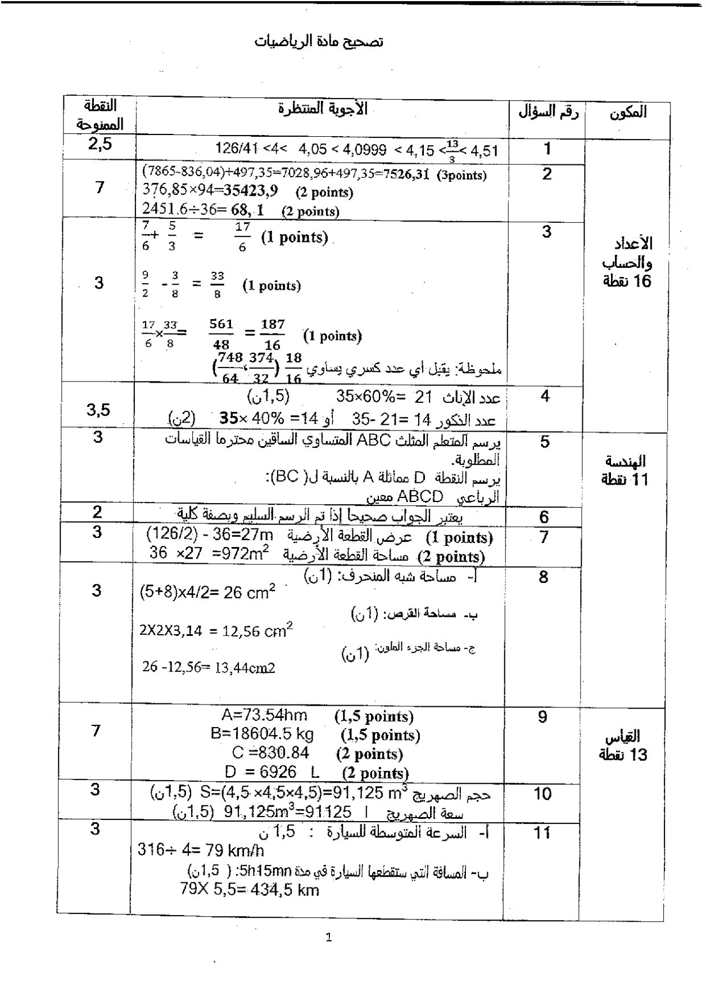 تصحيح مادة الرياضيات
المكون | رقم السؤال | الأجوبة المنتظرة | النقطة الممنوحة
الأعداد والحساب 16 نقطة
1
126/41 <4< 4,05 < 4,0999 < 4,15 < 13/3 < 4,51
2,5
2
(7865-836,04)+497,35=7028,96+497,35=7526,31 (3points)
376,85×94=35423,9 (2 points)
2451.6÷36= 68, 1 (2 points)
7
3
7/6 + 5/3 = 17/6 (1 points)
9/2 - 3/8 = 33/8 (1 points)
17/6 × 33/8 = 561/48 = 187/16 (1 points)
ملحوظة: يقبل أي عدد كسري يساوي 18/16 (374/32، 748/64)
3
4
عدد الإناث 21 =35×60% (1,5ن)
عدد الذكور 14 =21 -35 أو 14= 40% ×35 (2ن)
3,5
الهندسة 11 نقطة
5
يرسم المتعلم المثلث ABC المتساوي الساقين محترما القياسات
المطلوبة.
يرسم النقطة D مماثلة A بالنسبة ل( BC):
الرباعي ABCD معين
3
6
يعتبر الجواب صحيحا إذا تم الرسم السليم وبصفة كلية
2
7
(126/2) - 36=27m عرض القطعة الأرضية (1 points)
36 ×27 =972m² مساحة القطعة الأرضية (2 points)
3
8
أ- مساحة شبه المنحرف: (1ن)
(5+8)x4/2= 26 cm²
ب- مساحة القرص: (1ن)
2X2X3,14 = 12,56 cm²
ج- مساحة الجزء الملون: (1ن)
26 -12,56= 13,44cm2
3
القياس 13 نقطة
9
A=73.54hm (1,5 points)
B=18604.5 kg (1,5 points)
C =830.84 (2 points)
D = 6926 L (2 points)
7
10
حجم الصهريج S=(4,5 ×4,5×4,5)=91,125 m³ (1,5ن)
سعة الصهريج 91,125m³=91125 l (1,5ن)
3
11
أ- السرعة المتوسطة للسيارة : 1,5 ن
316÷ 4= 79 km/h
ب- المسافة التي ستقطعها السيارة في مدة 5h15mn: ( 1,5ن)
79X 5,5= 434,5 km
3
1